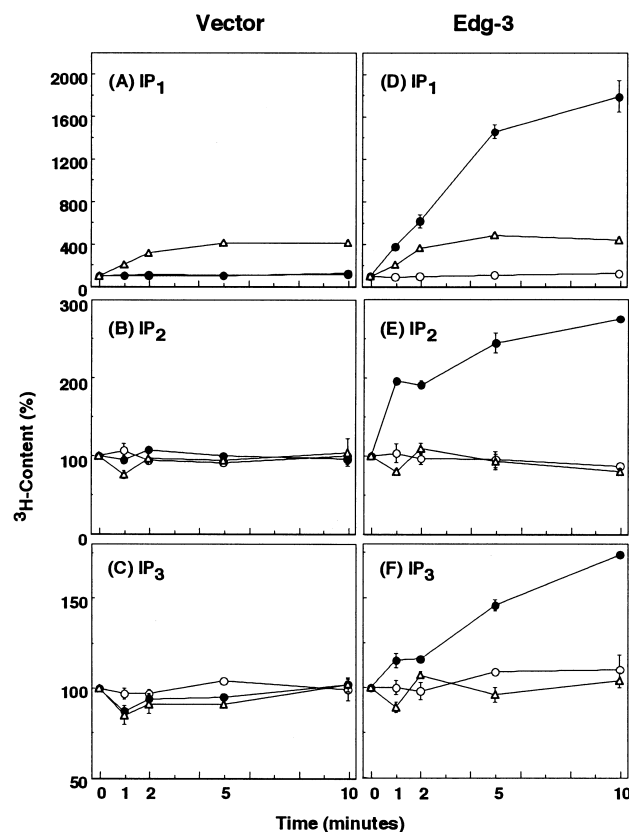 Vector Edg-3
(A) IP1 (D) IP1
2000
1600
1200
800
400
0
(B) IP2 (E) IP2
300
200
100
0
(C) IP3 (F) IP3
150
100
50
3H-Content (%)
0 1 2 5 10 0 1 2 5 10
Time (minutes)